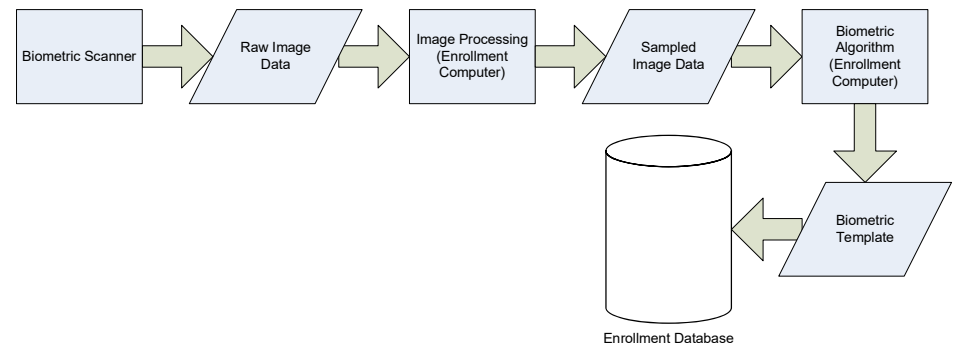 Biometric Scanner
Raw Image
Data
Image Processing
(Enrollment
Computer)
Sampled
Image Data
Biometric
Algorithm
(Enrollment
Computer)
Biometric
Template
Enrollment Database